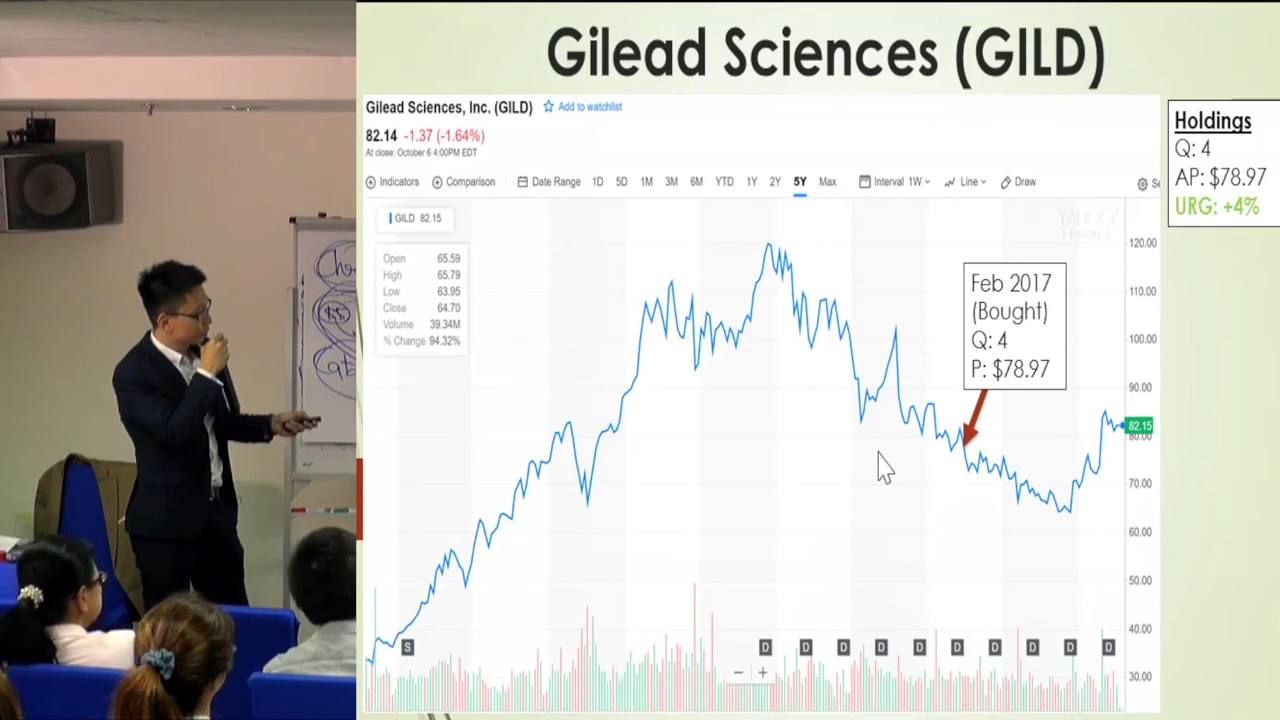 Gilead Sciences (GILD)
Gilead Sciences, Inc. (GILD) Add to watchlist
82.14 -1.37 (-1.64%)
At close: October 6 4:00PM EDT
Indicators Comparison Date Range 1D 5D 1M 3M 6M YTD 1Y 2Y 5Y Max Interval 1W Line Draw Se
GILD 82.15
Open 65.59
High 65.79
Low 63.95
Close 64.70
Volume 39.34M
% Change 94.32%
YAHOO!
FINANCE
Feb 2017
(Bought)
Q: 4
P: $78.97
120.00
110.00
100.00
90.00
82.15
80.00
70.00
60.00
50.00
40.00
30.00
S D D D D D D D D D D
Holdings
Q: 4
AP: $78.97
URG: +4%